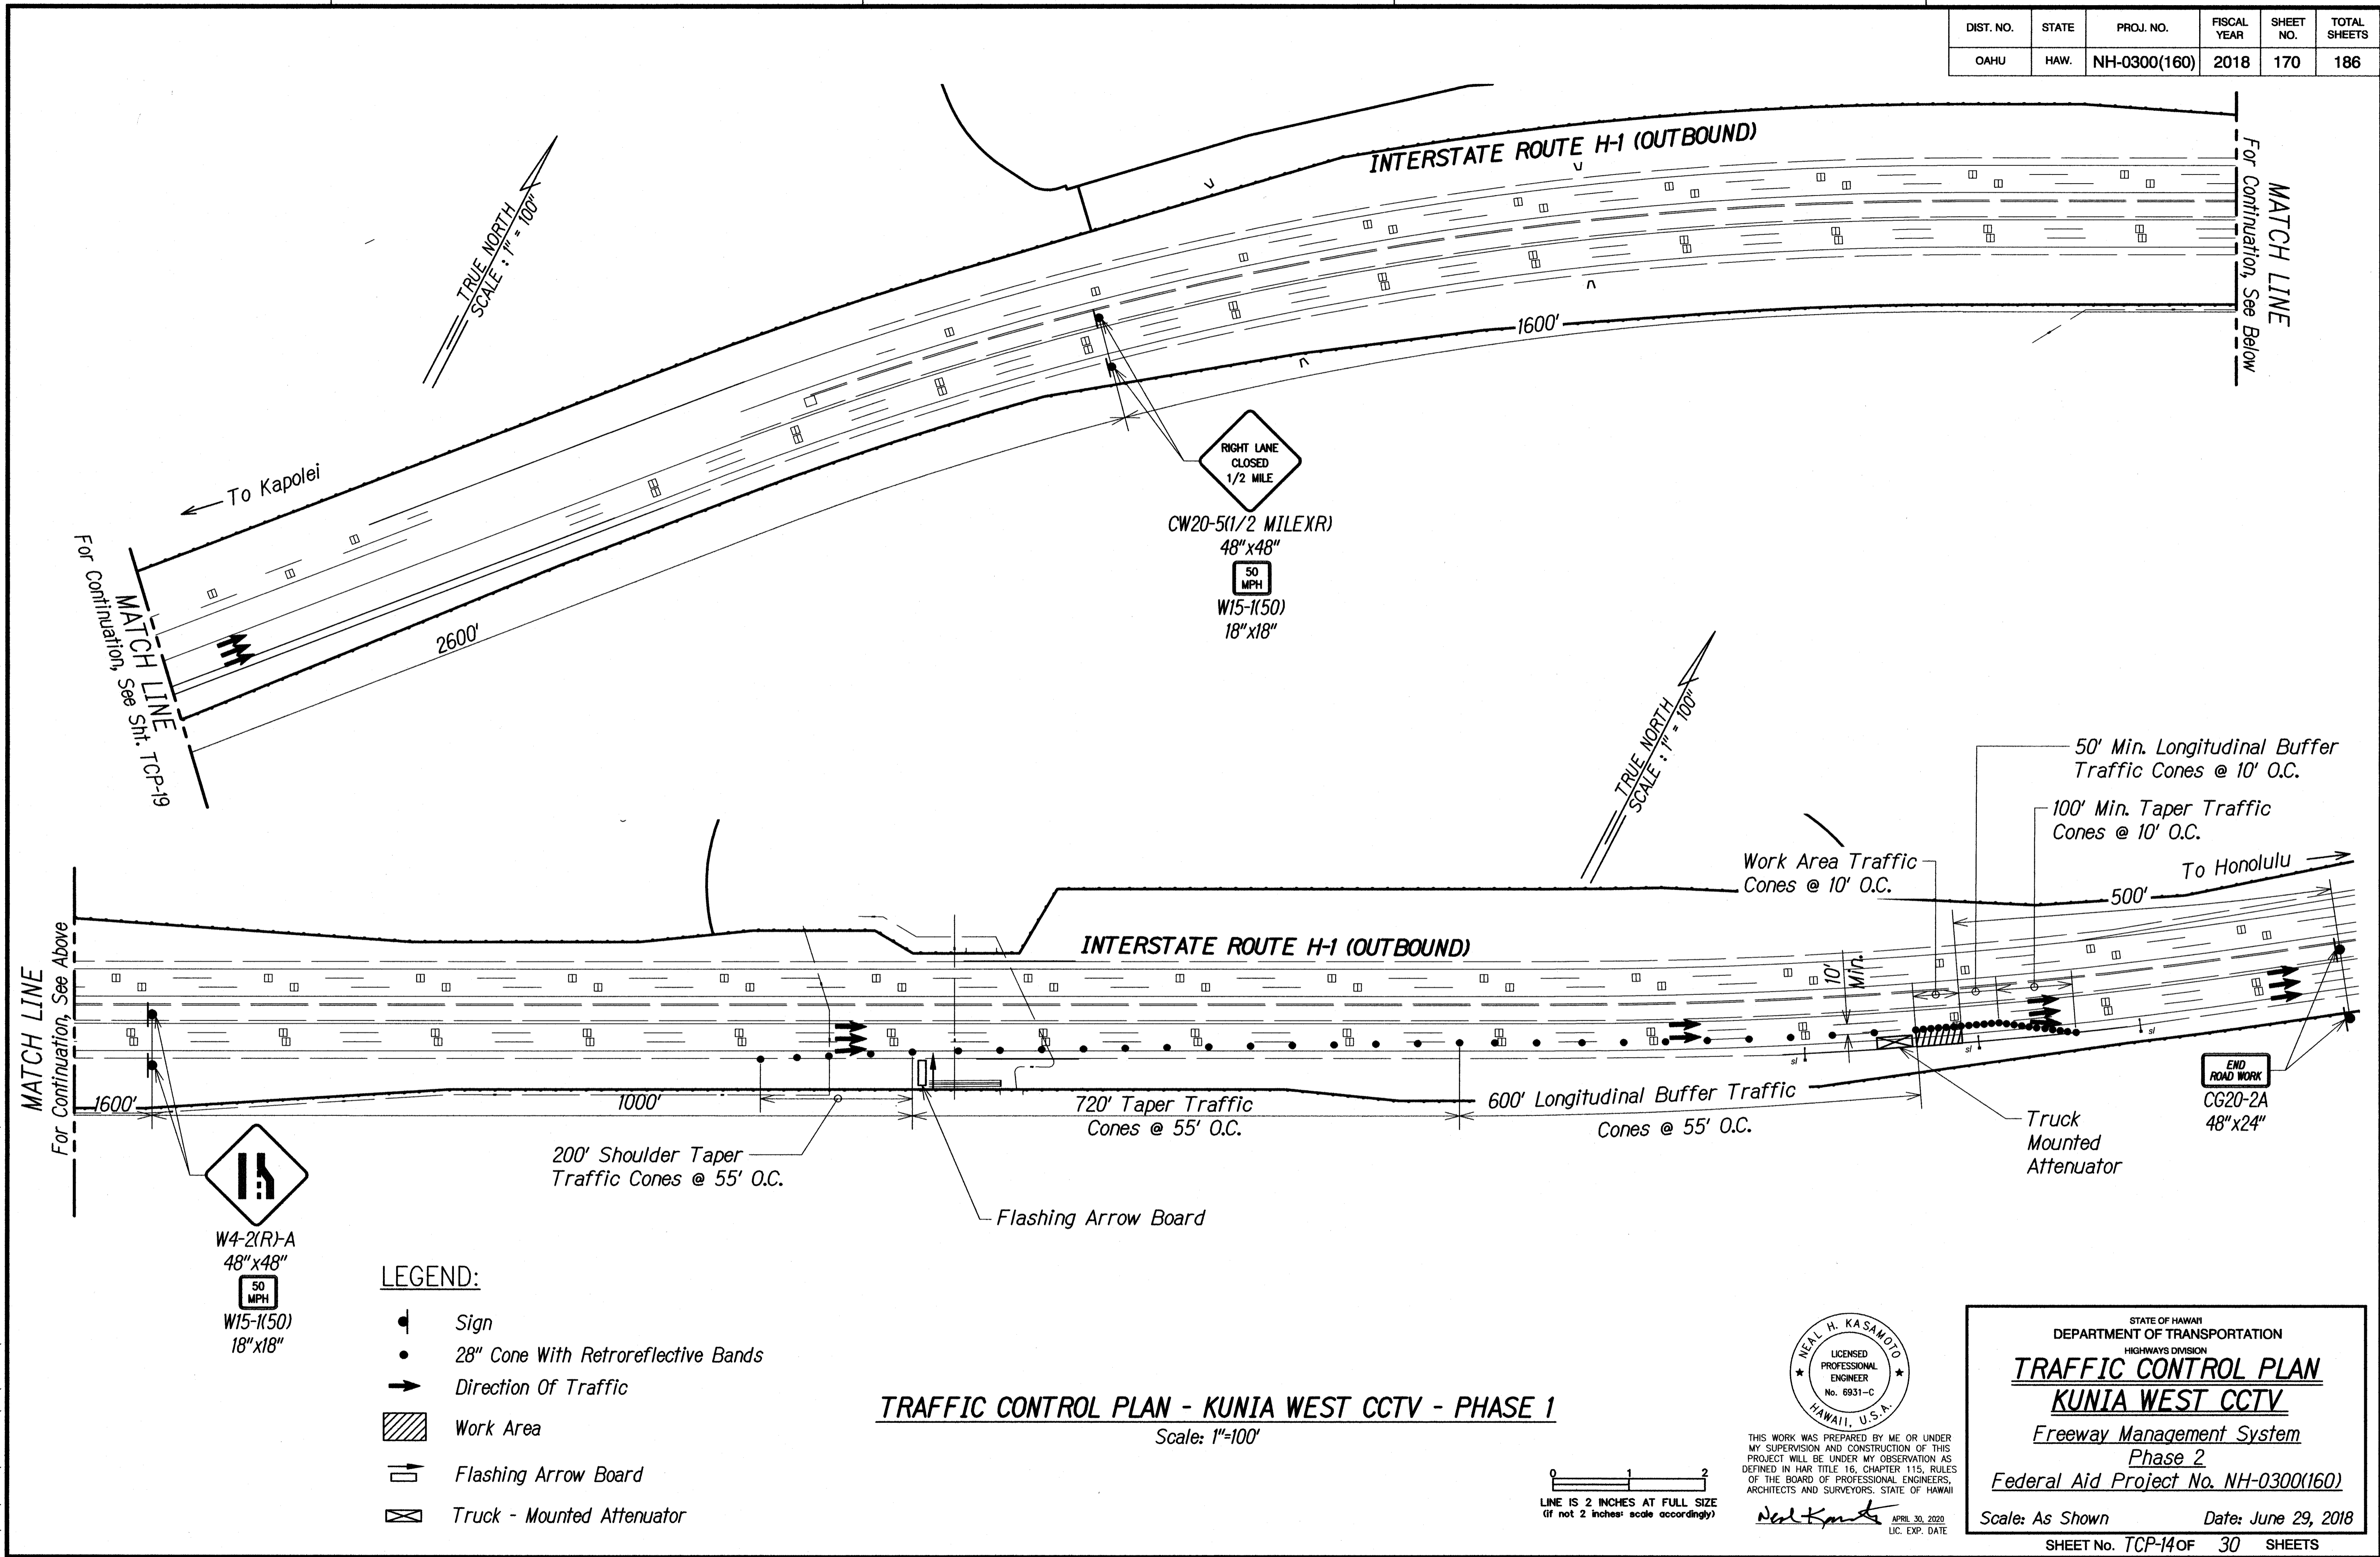 DIST. NO. STATE PROJ. NO. FISCAL YEAR SHEET NO. TOTAL SHEETS
OAHU HAW. NH-0300(160) 2018 170 186
TRUE NORTH
SCALE : 1" = 100'
INTERSTATE ROUTE H-1 (OUTBOUND)
MATCH LINE
For Continuation, See Below
1600'
RIGHT LANE
CLOSED
1/2 MILE
CW20-5(1/2 MILE)(R)
48"x48"
50
MPH
W15-1(50)
18"x18"
To Kapolei
MATCH LINE
For Continuation, See Sht. TCP-19
2600'
TRUE NORTH
SCALE : 1" = 100'
50' Min. Longitudinal Buffer
Traffic Cones @ 10' O.C.
100' Min. Taper Traffic
Cones @ 10' O.C.
Work Area Traffic
Cones @ 10' O.C.
To Honolulu
500'
MATCH LINE
For Continuation, See Above
INTERSTATE ROUTE H-1 (OUTBOUND)
10'
Min.
sl
sl
sl
1600'
1000'
720' Taper Traffic
Cones @ 55' O.C.
600' Longitudinal Buffer Traffic
Cones @ 55' O.C.
200' Shoulder Taper
Traffic Cones @ 55' O.C.
Flashing Arrow Board
Truck
Mounted
Attenuator
END
ROAD WORK
CG20-2A
48"x24"
W4-2(R)-A
48"x48"
50
MPH
W15-1(50)
18"x18"
LEGEND:
Sign
28" Cone With Retroreflective Bands
Direction Of Traffic
Work Area
Flashing Arrow Board
Truck - Mounted Attenuator
TRAFFIC CONTROL PLAN - KUNIA WEST CCTV - PHASE 1
Scale: 1"=100'
0 1 2
LINE IS 2 INCHES AT FULL SIZE
(if not 2 inches: scale accordingly)
NEAL H. KASAMOTO
LICENSED
PROFESSIONAL
ENGINEER
No. 6931-C
HAWAII, U.S.A.
THIS WORK WAS PREPARED BY ME OR UNDER
MY SUPERVISION AND CONSTRUCTION OF THIS
PROJECT WILL BE UNDER MY OBSERVATION AS
DEFINED IN HAR TITLE 16, CHAPTER 115, RULES
OF THE BOARD OF PROFESSIONAL ENGINEERS,
ARCHITECTS AND SURVEYORS. STATE OF HAWAII
APRIL 30, 2020
LIC. EXP. DATE
STATE OF HAWAI'I
DEPARTMENT OF TRANSPORTATION
HIGHWAYS DIVISION
TRAFFIC CONTROL PLAN
KUNIA WEST CCTV
Freeway Management System
Phase 2
Federal Aid Project No. NH-0300(160)
Scale: As Shown Date: June 29, 2018
SHEET No. TCP-14 OF 30 SHEETS